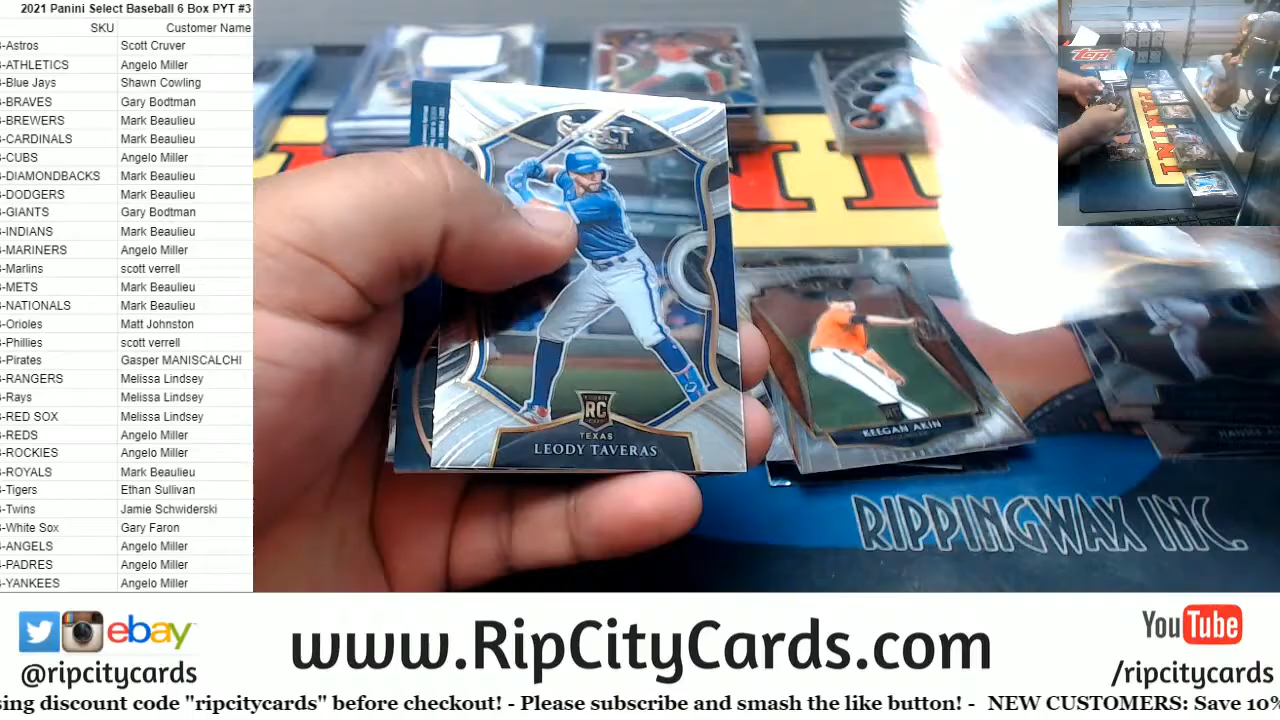 2021 Panini Select Baseball 6 Box PYT #3
SKU Customer Name
-Astros Scott Cruver
-ATHLETICS Angelo Miller
-Blue Jays Shawn Cowling
-BRAVES Gary Bodtman
-BREWERS Mark Beaulieu
-CARDINALS Mark Beaulieu
-CUBS Angelo Miller
-DIAMONDBACKS Mark Beaulieu
-DODGERS Mark Beaulieu
-GIANTS Gary Bodtman
-INDIANS Mark Beaulieu
-MARINERS Angelo Miller
-Marlins scott verrell
-METS Mark Beaulieu
-NATIONALS Mark Beaulieu
-Orioles Matt Johnston
-Phillies scott verrell
-Pirates Gasper MANISCALCHI
-RANGERS Melissa Lindsey
-Rays Melissa Lindsey
-RED SOX Melissa Lindsey
-REDS Angelo Miller
-ROCKIES Angelo Miller
-ROYALS Mark Beaulieu
-Tigers Ethan Sullivan
-Twins Jamie Schwiderski
-White Sox Gary Faron
-ANGELS Angelo Miller
-PADRES Angelo Miller
-YANKEES Angelo Miller
SELECT
RC
TEXAS
LEODY TAVERAS
KEEGAN AKIN
RIPPINGWAX INC.
topps
PANINI
ebay
@ripcitycards
www.RipCityCards.com
YouTube
/ripcitycards
sing discount code "ripcitycards" before checkout! - Please subscribe and smash the like button! - NEW CUSTOMERS: Save 10%